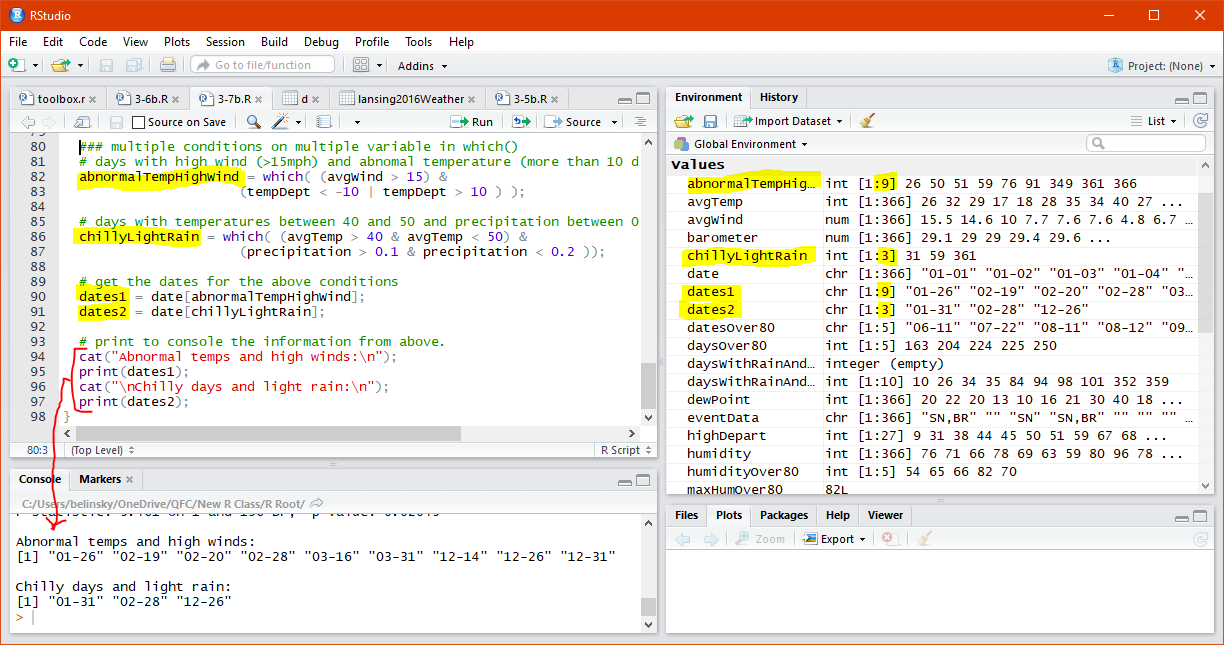 RStudio
File Edit Code View Plots Session Build Debug Profile Tools Help
Go to file/function Addins Project: (None)
toolbox.r 3-6b.R 3-7b.R d lansing2016Weather 3-5b.R
Source on Save Run Source
80 ### multiple conditions on multiple variable in which()
81 # days with high wind (>15mph) and abnomal temperature (more than 10 d
82 abnormalTempHighWind = which( (avgWind > 15) &
83 (tempDept < -10 | tempDept > 10 ) );
84
85 # days with temperatures between 40 and 50 and precipitation between 0
86 chillyLightRain = which( (avgTemp > 40 & avgTemp < 50) &
87 (precipitation > 0.1 & precipitation < 0.2 ));
88
89 # get the dates for the above conditions
90 dates1 = date[abnormalTempHighWind];
91 dates2 = date[chillyLightRain];
92
93 # print to console the information from above.
94 cat("Abnormal temps and high winds:\n");
95 print(dates1);
96 cat("\nChilly days and light rain:\n");
97 print(dates2);
98 }
80:3 (Top Level) R Script
Console Markers
C:/Users/belinsky/OneDrive/QFC/New R Class/R Root/
Abnormal temps and high winds:
[1] "01-26" "02-19" "02-20" "02-28" "03-16" "03-31" "12-14" "12-26" "12-31"
Chilly days and light rain:
[1] "01-31" "02-28" "12-26"
>
Environment History
Import Dataset List
Global Environment
Values
abnormalTempHig… int [1:9] 26 50 51 59 76 91 349 361 366
avgTemp int [1:366] 26 32 29 17 18 28 35 34 40 27 ...
avgWind num [1:366] 15.5 14.6 10 7.7 7.6 7.6 4.8 6.7 …
barometer num [1:366] 29.1 29 29 29.4 29.6 ...
chillyLightRain int [1:3] 31 59 361
date chr [1:366] "01-01" "01-02" "01-03" "01-04" "…
dates1 chr [1:9] "01-26" "02-19" "02-20" "02-28" "03…
dates2 chr [1:3] "01-31" "02-28" "12-26"
datesOver80 chr [1:5] "06-11" "07-22" "08-11" "08-12" "09…
daysOver80 int [1:5] 163 204 224 225 250
daysWithRainAnd… integer (empty)
daysWithRainAnd… int [1:10] 10 26 34 35 84 94 98 101 352 359
dewPoint int [1:366] 20 22 20 13 10 16 21 30 40 18 ...
eventData chr [1:366] "SN,BR" "" "SN" "SN,BR" "" "" "" …
highDepart int [1:27] 9 31 38 44 45 50 51 59 67 68 ...
humidity int [1:366] 76 71 66 78 69 63 59 80 96 78 ...
humidityOver80 int [1:5] 54 65 66 82 70
maxHumOver80 82L
Files Plots Packages Help Viewer
Zoom Export